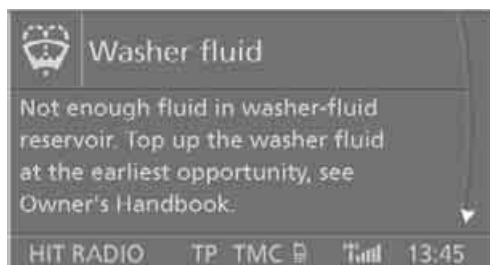 Washer fluid
Not enough fluid in washer-fluid
reservoir. Top up the washer fluid
at the earliest opportunity, see
Owner's Handbook.
HIT RADIO TP TMC 13:45